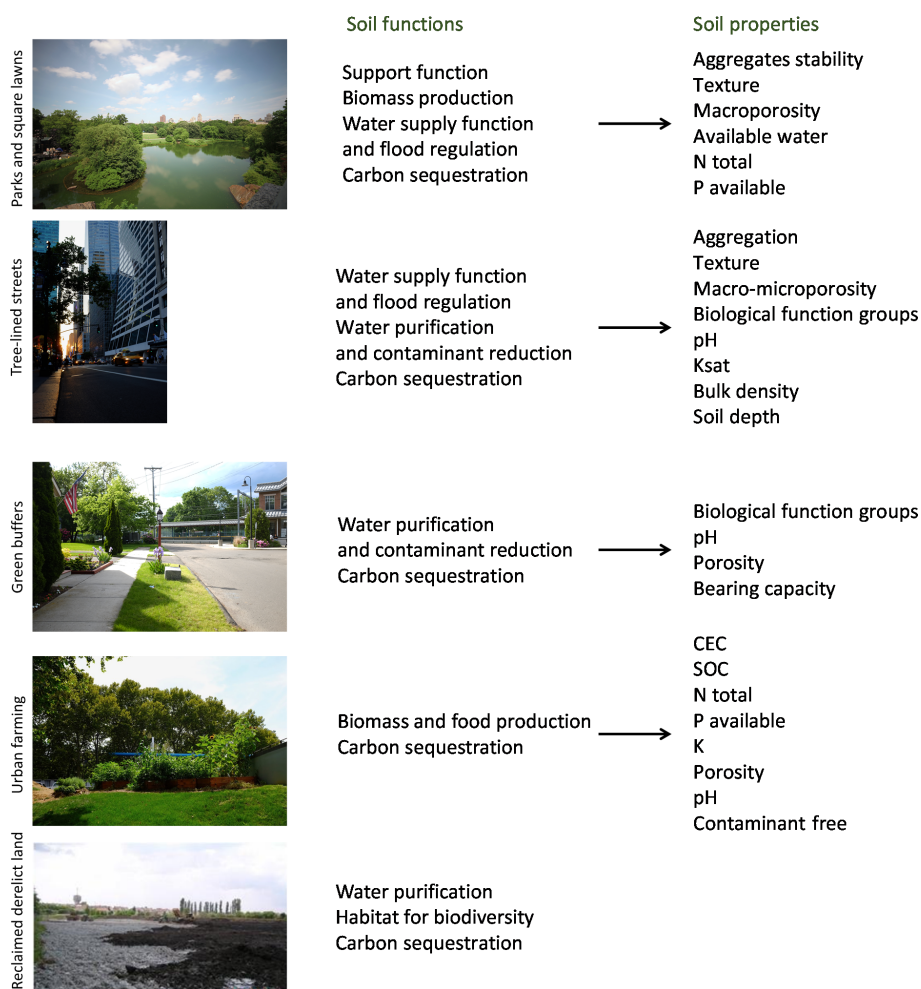 Soil functions
Soil properties
Parks and square lawns
Support function
Biomass production
Water supply function
and flood regulation
Carbon sequestration
Aggregates stability
Texture
Macroporosity
Available water
N total
P available
Tree-lined streets
Water supply function
and flood regulation
Water purification
and contaminant reduction
Carbon sequestration
Aggregation
Texture
Macro-microporosity
Biological function groups
pH
Ksat
Bulk density
Soil depth
Green buffers
Water purification
and contaminant reduction
Carbon sequestration
Biological function groups
pH
Porosity
Bearing capacity
Urban farming
Biomass and food production
Carbon sequestration
CEC
SOC
N total
P available
K
Porosity
pH
Contaminant free
Reclaimed derelict land
Water purification
Habitat for biodiversity
Carbon sequestration